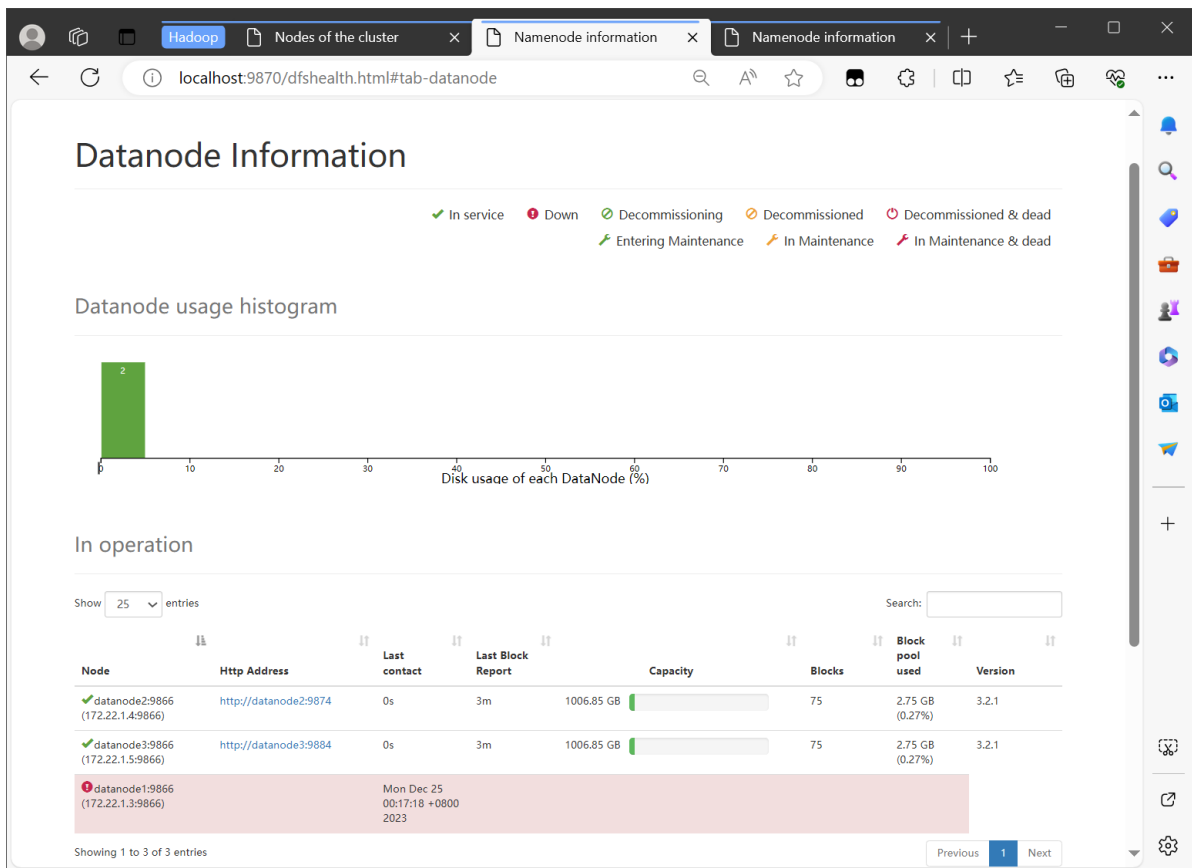 Hadoop Nodes of the cluster Namenode information Namenode information
localhost:9870/dfshealth.html#tab-datanode
Datanode Information
In service Down Decommissioning Decommissioned Decommissioned & dead
Entering Maintenance In Maintenance In Maintenance & dead
Datanode usage histogram
2
0 10 20 30 40 50 60 70 80 90 100
Disk usage of each DataNode (%)
In operation
Show 25 entries Search:
Node Http Address Last contact Last Block Report Capacity Blocks Block pool used Version
datanode2:9866 http://datanode2:9874 0s 3m 1006.85 GB 75 2.75 GB 3.2.1
(172.22.1.4:9866) (0.27%)
datanode3:9866 http://datanode3:9884 0s 3m 1006.85 GB 75 2.75 GB 3.2.1
(172.22.1.5:9866) (0.27%)
datanode1:9866 Mon Dec 25
(172.22.1.3:9866) 00:17:18 +0800
2023
Showing 1 to 3 of 3 entries Previous 1 Next